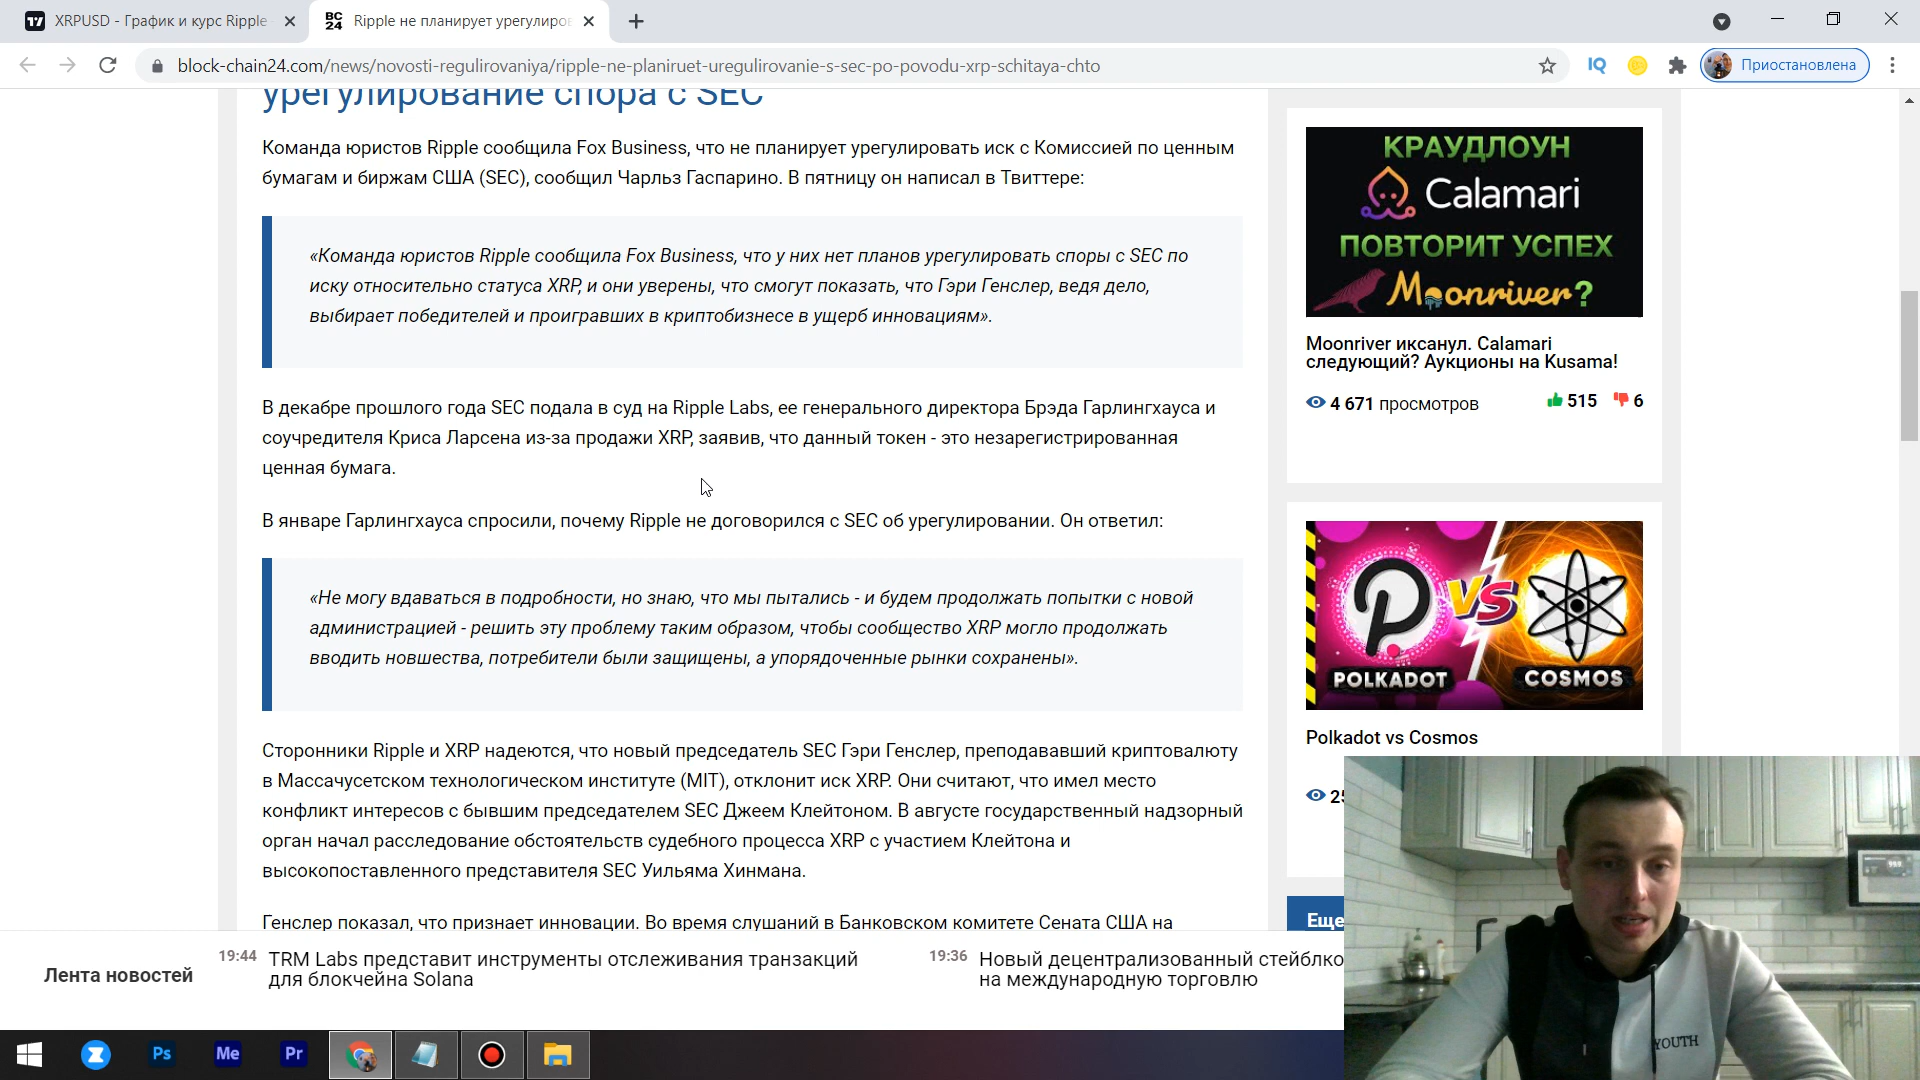 XRPUSD - График и курс Ripple
BC
24
Ripple не планирует урегулиров
block-chain24.com/news/novosti-regulirovaniya/ripple-ne-planiruet-uregulirovanie-s-sec-po-povodu-xrp-schitaya-chto
IQ
Приостановлена
урегулирование спора с SEC
Команда юристов Ripple сообщила Fox Business, что не планирует урегулировать иск с Комиссией по ценным
бумагам и биржам США (SEC), сообщил Чарльз Гаспарино. В пятницу он написал в Твиттере:
«Команда юристов Ripple сообщила Fox Business, что у них нет планов урегулировать споры с SEC по
иску относительно статуса XRP, и они уверены, что смогут показать, что Гэри Генслер, ведя дело,
выбирает победителей и проигравших в криптобизнесе в ущерб инновациям».
В декабре прошлого года SEC подала в суд на Ripple Labs, ее генерального директора Брэда Гарлингхауса и
соучредителя Криса Ларсена из-за продажи XRP, заявив, что данный токен - это незарегистрированная
ценная бумага.
В январе Гарлингхауса спросили, почему Ripple не договорился с SEC об урегулировании. Он ответил:
«Не могу вдаваться в подробности, но знаю, что мы пытались - и будем продолжать попытки с новой
администрацией - решить эту проблему таким образом, чтобы сообщество XRP могло продолжать
вводить новшества, потребители были защищены, а упорядоченные рынки сохранены».
Сторонники Ripple и XRP надеются, что новый председатель SEC Гэри Генслер, преподававший криптовалюту
в Массачусетском технологическом институте (MIT), отклонит иск XRP. Они считают, что имел место
конфликт интересов с бывшим председателем SEC Джеем Клейтоном. В августе государственный надзорный
орган начал расследование обстоятельств судебного процесса XRP с участием Клейтона и
высокопоставленного представителя SEC Уильяма Хинмана.
Генслер показал, что признает инновации. Во время слушаний в Банковском комитете Сената США на
КРАУДЛОУН
Calamari
ПОВТОРИТ УСПЕХ
Moonriver?
Moonriver иксанул. Calamari
следующий? Аукционы на Kusama!
4 671 просмотров
515
6
VS
POLKADOT
COSMOS
Polkadot vs Cosmos
Еще
Лента новостей
19:44 TRM Labs представит инструменты отслеживания транзакций
для блокчейна Solana
19:36 Новый децентрализованный стейблко
на международную торговлю
Ps
Me
Pr
YOUTH